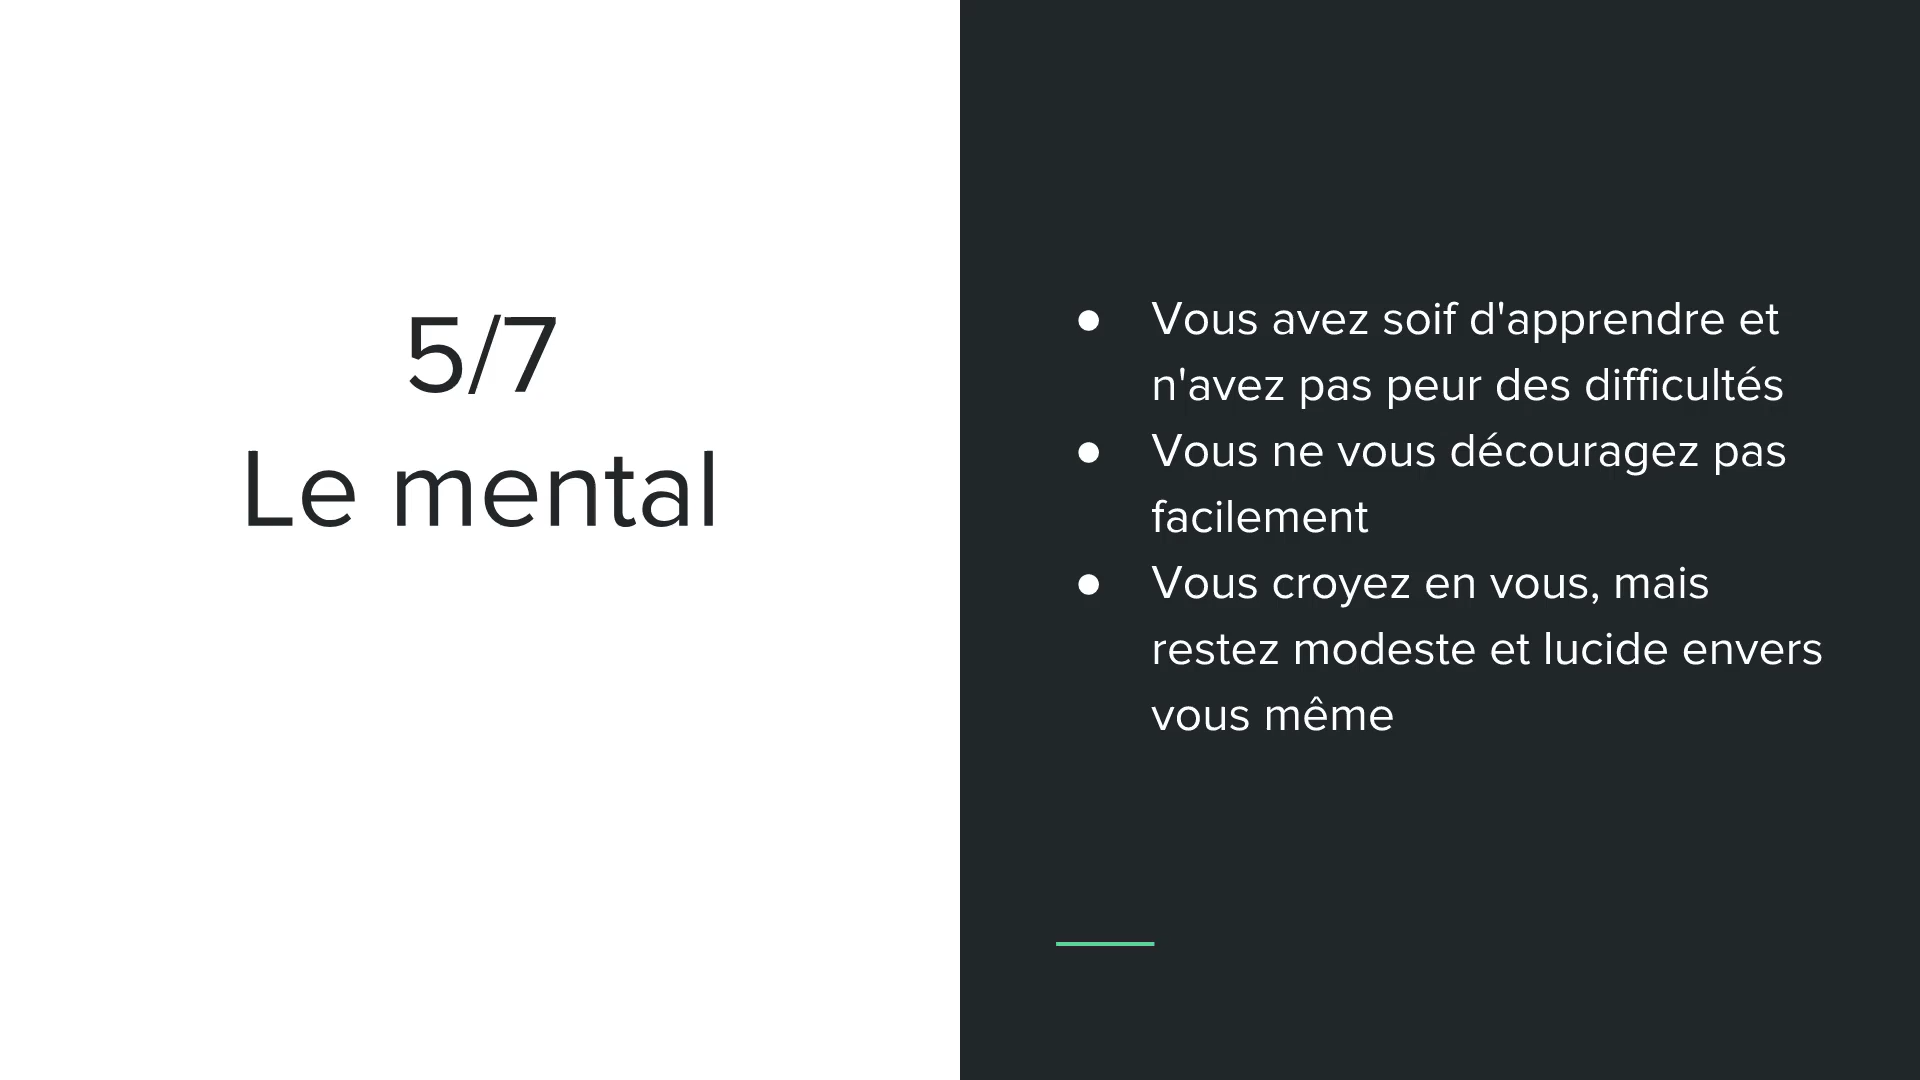 5/7
Le mental
● Vous avez soif d'apprendre et
n'avez pas peur des difficultés
● Vous ne vous découragez pas
facilement
● Vous croyez en vous, mais
restez modeste et lucide envers
vous même